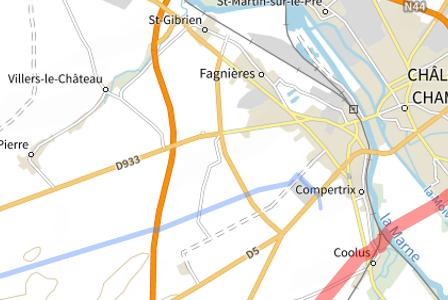 St-Martin-sur-le-Pré
N44
St-Gibrien
Fagnières
CHÂL
CHAM
Villers-le-Château
Pierre
D933
Compertrix
la Mo
la Marne
D5
Coolus